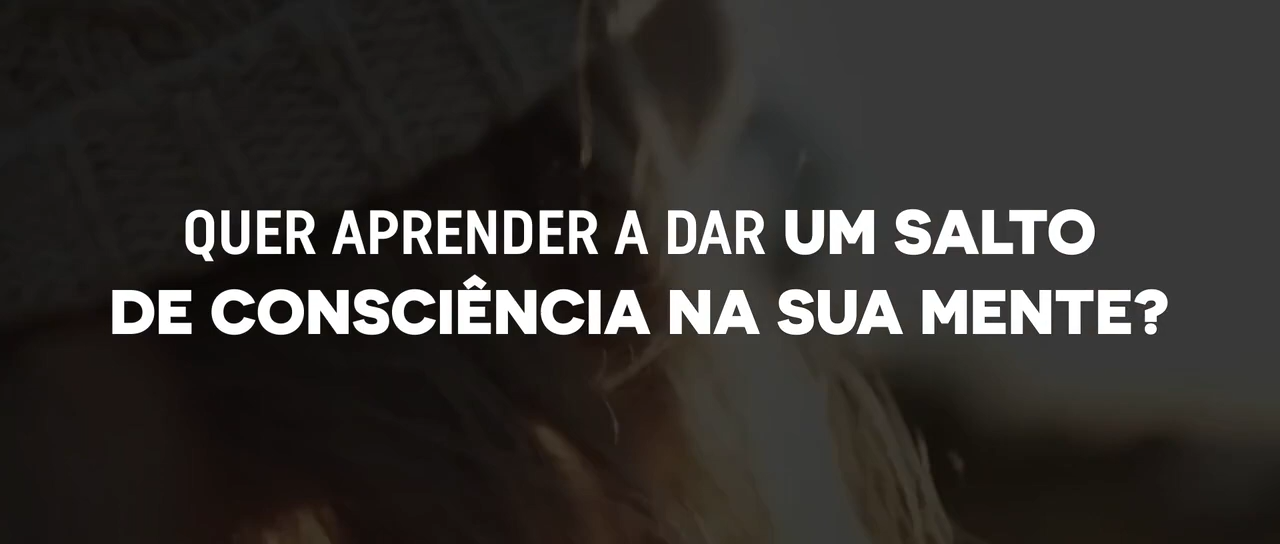 QUER APRENDER A DAR UM SALTO
DE CONSCIÊNCIA NA SUA MENTE?